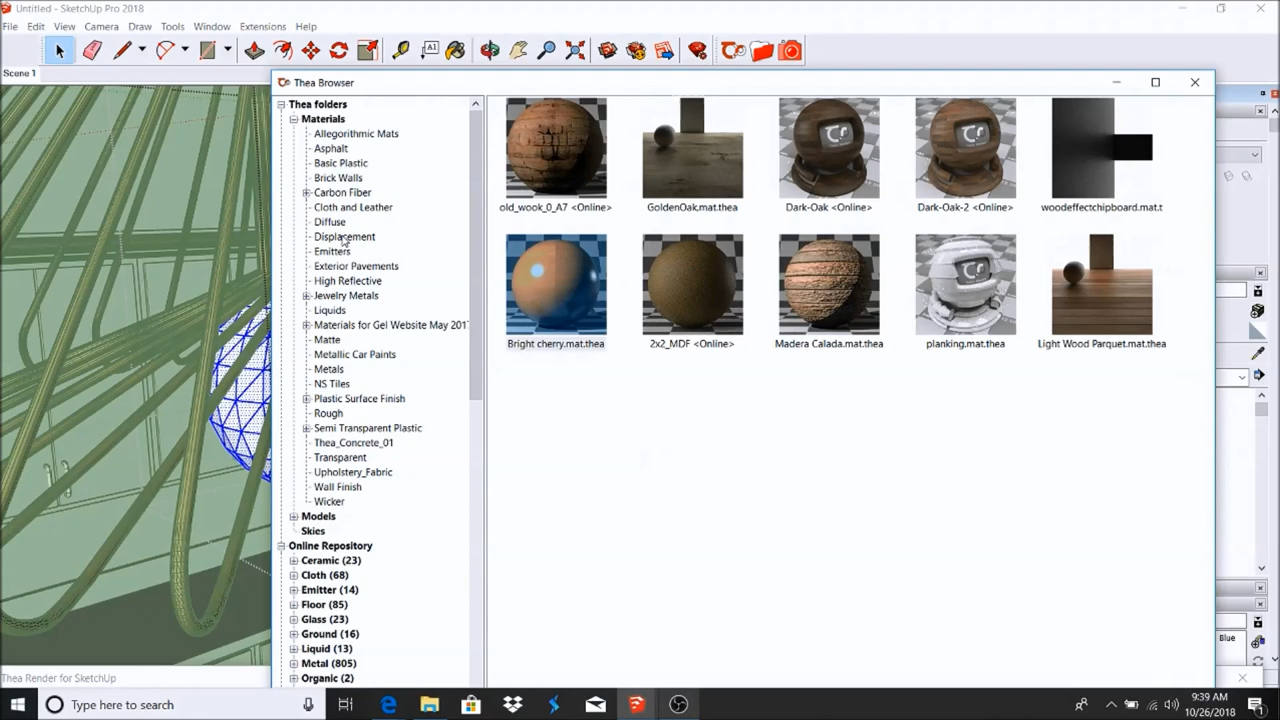 Untitled - SketchUp Pro 2018
File Edit View Camera Draw Tools Window Extensions Help
A1
Scene 1
Thea Browser
Thea folders
Materials
Allegorithmic Mats
Asphalt
Basic Plastic
Brick Walls
Carbon Fiber
Cloth and Leather
Diffuse
Displacement
Emitters
Exterior Pavements
High Reflective
Jewelry Metals
Liquids
Materials for Gel Website May 201
Matte
Metallic Car Paints
Metals
NS Tiles
Plastic Surface Finish
Rough
Semi Transparent Plastic
Thea_Concrete_01
Transparent
Upholstery_Fabric
Wall Finish
Wicker
Models
Skies
Online Repository
Ceramic (23)
Cloth (68)
Emitter (14)
Floor (85)
Glass (23)
Ground (16)
Liquid (13)
Metal (805)
Organic (2)
old_wook_0_A7 <Online>
GoldenOak.mat.thea
Dark-Oak <Online>
Dark-Oak-2 <Online>
woodeffectchipboard.mat.t
Bright cherry.mat.thea
2x2_MDF <Online>
Madera Calada.mat.thea
planking.mat.thea
Light Wood Parquet.mat.thea
Blue
Thea Render for SketchUp
Type here to search
9:39 AM
10/26/2018